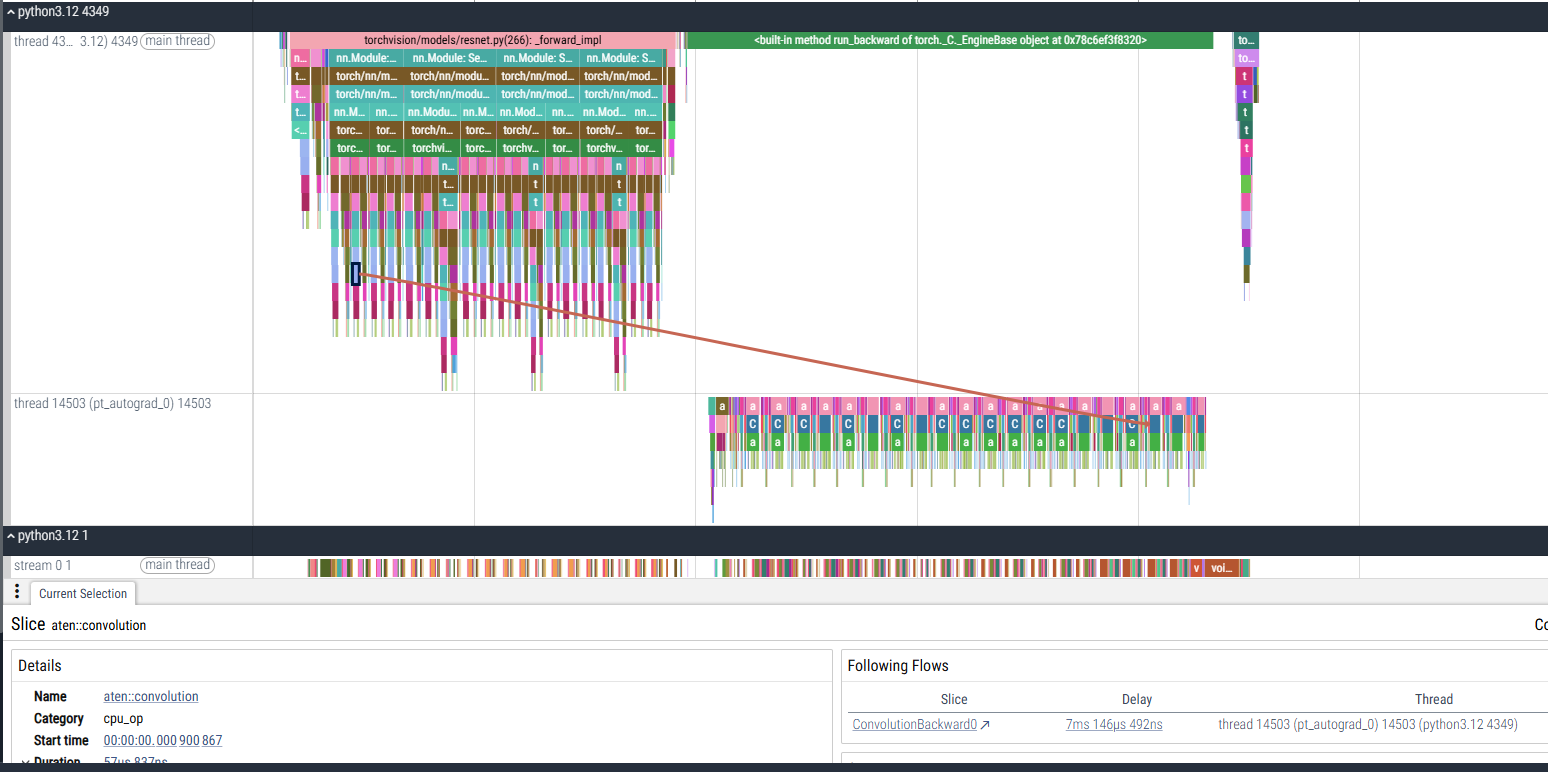 python3.12 4349
thread 43... 3.12) 4349 main thread
torchvision/models/resnet.py(266): _forward_impl
<built-in method run_backward of torch._C._EngineBase object at 0x78c6ef3f8320>
to...
n... nn.Module:... nn.Module: Se... nn.Module: S... nn.Module: S... to...
t... torch/nn/m... torch/nn/modu... torch/nn/mod... torch/nn/mod... t
t... torch/nn/m... torch/nn/modu... torch/nn/mod... torch/nn/mod... t
t... nn.M... nn.... nn.Modu... nn.M... nn.Mod... nn.... nn.Mod... nn.... t
<... torc... tor... torch/n... torc... torch/... tor... torch/... tor... t
torc... tor... torchvi... torc... torchv... tor... torchv... tor... t
n... n n
t... t t
t... t t
thread 14503 (pt_autograd_0) 14503
a a a a a a a a a a a a a a a a a a
C C C C C C C C C C C C C
a a a a a a a a a a a a
python3.12 1
stream 0 1 main thread
v vol...
Current Selection
Slice aten::convolution
Co
Details
Name aten::convolution
Category cpu_op
Start time 00:00:00.000 900 867
Duration 57us 837ns
Following Flows
Slice Delay Thread
ConvolutionBackward0 7ms 146µs 492ns thread 14503 (pt_autograd_0) 14503 (python3.12 4349)